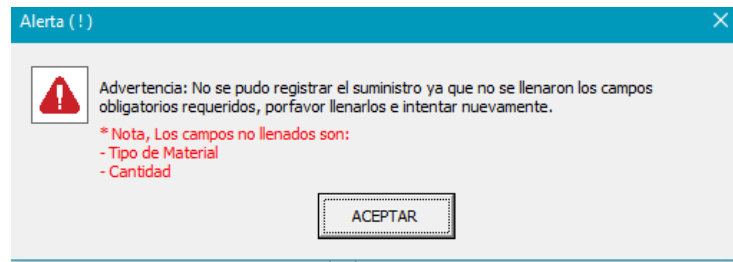 Alerta ( ! )
Advertencia: No se pudo registrar el suministro ya que no se llenaron los campos
obligatorios requeridos, porfavor llenarlos e intentar nuevamente.
* Nota, Los campos no llenados son:
- Tipo de Material
- Cantidad
ACEPTAR